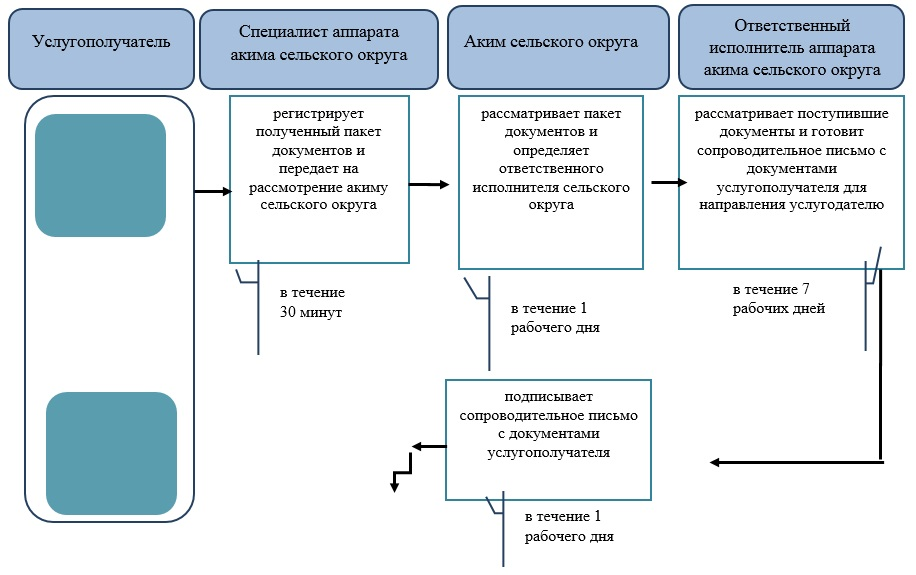 Услугополучатель
Специалист аппарата
акима сельского округа
Аким сельского округа
Ответственный
исполнитель аппарата
акима сельского округа
регистрирует
полученный пакет
документов и
передает на
рассмотрение акиму
сельского округа
рассматривает пакет
документов и
определяет
ответственного
исполнителя сельского
округа
рассматривает поступившие
документы и готовит
сопроводительное письмо с
документами
услугополучателя для
направления услугодателю
в течение
30 минут
в течение 1
рабочего дня
в течение 7
рабочих дней
подписывает
сопроводительное письмо
с документами
услугополучателя
в течение 1
рабочего дня